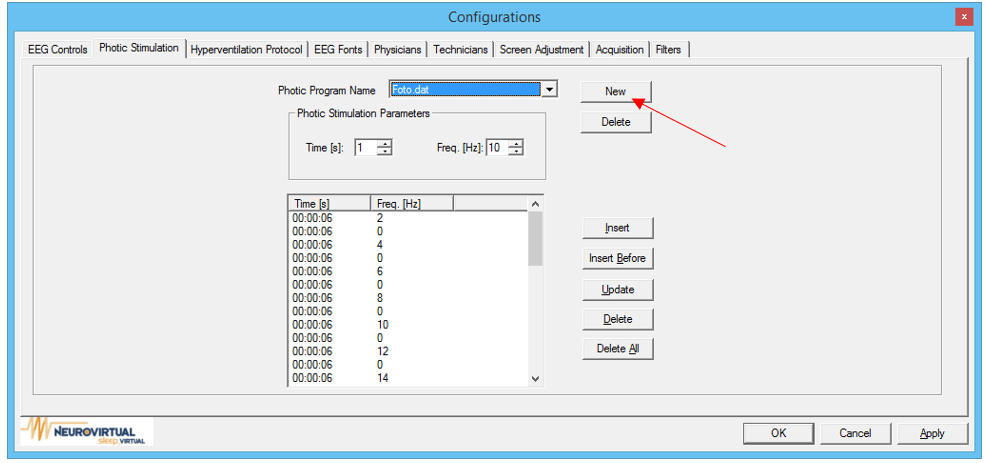 Configurations
x
EEG Controls Photic Stimulation Hyperventilation Protocol EEG Fonts Physicians Technicians Screen Adjustment Acquisition Filters
Photic Program Name Foto.dat New
Delete
Photic Stimulation Parameters
Time [s]: 1 Freq. [Hz]: 10
Time [s] Freq. [Hz]
00:00:06 2
00:00:06 0
00:00:06 4
00:00:06 0
00:00:06 6
00:00:06 0
00:00:06 8
00:00:06 0
00:00:06 10
00:00:06 0
00:00:06 12
00:00:06 0
00:00:06 14
Insert
Insert Before
Update
Delete
Delete All
NEUROVIRTUAL
sleep VIRTUAL
OK Cancel Apply